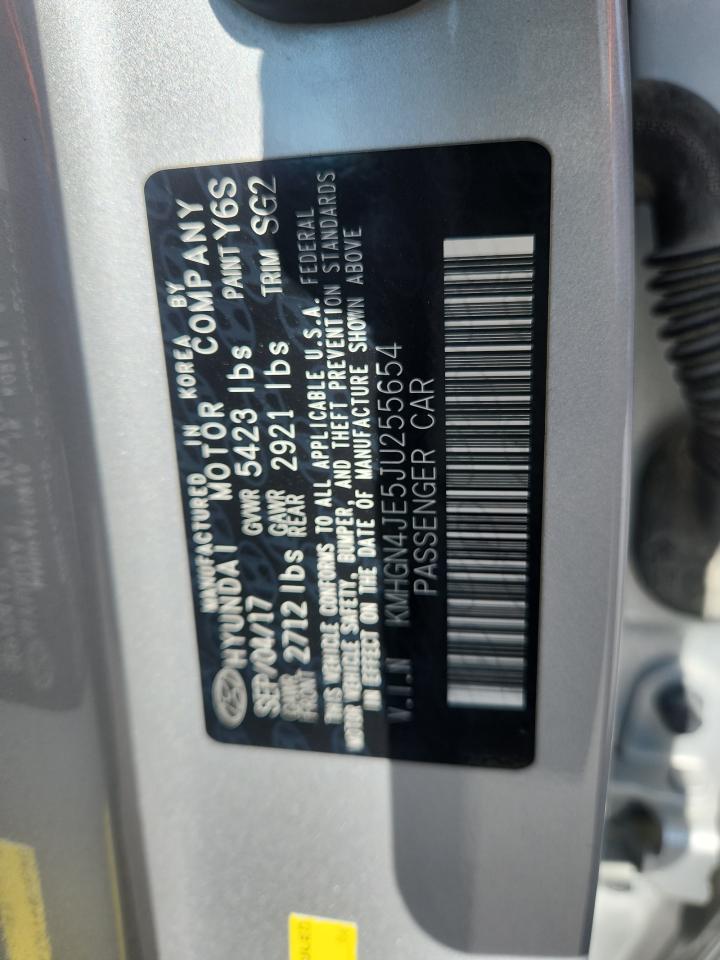 MANUFACTURED IN KOREA BY
HYUNDAI MOTOR COMPANY
SEP/04/17 GVWR 5423 lbs PAINT Y6S
GAWR FRONT 2712 lbs GAWR REAR 2921 lbs TRIM SG2
THIS VEHICLE CONFORMS TO ALL APPLICABLE U.S.A. FEDERAL
MOTOR VEHICLE SAFETY, BUMPER, AND THEFT PREVENTION STANDARDS
IN EFFECT ON THE DATE OF MANUFACTURE SHOWN ABOVE
V.I.N KMHGN4JE5JU255654
PASSENGER CAR